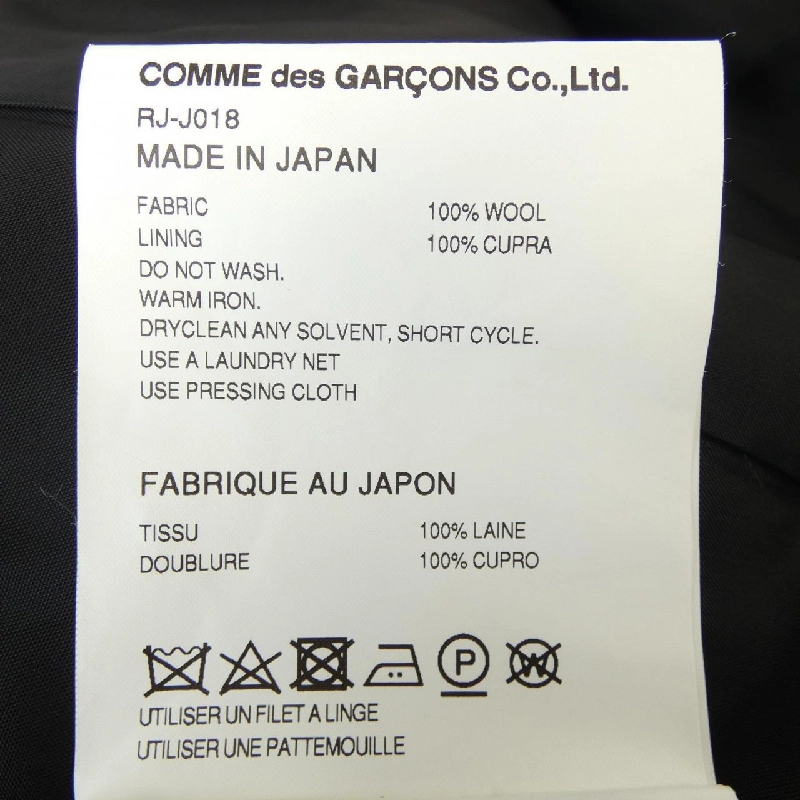 COMME des GARÇONS Co.,Ltd.
RJ-J018
MADE IN JAPAN
FABRIC 100% WOOL
LINING 100% CUPRA
DO NOT WASH.
WARM IRON.
DRYCLEAN ANY SOLVENT, SHORT CYCLE.
USE A LAUNDRY NET
USE PRESSING CLOTH
FABRIQUE AU JAPON
TISSU 100% LAINE
DOUBLURE 100% CUPRO
P W
UTILISER UN FILET A LINGE
UTILISER UNE PATTEMOUILLE